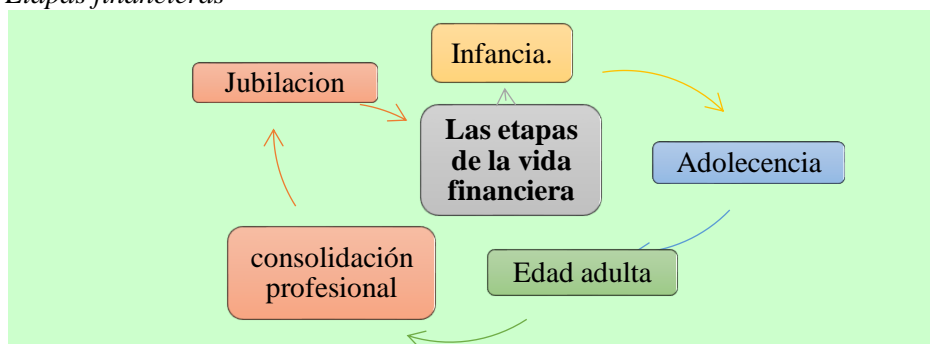 Etapas financieras
Infancia.
Jubilacion
Las etapas
de la vida
financiera
Adolecencia
consolidación
profesional
Edad adulta